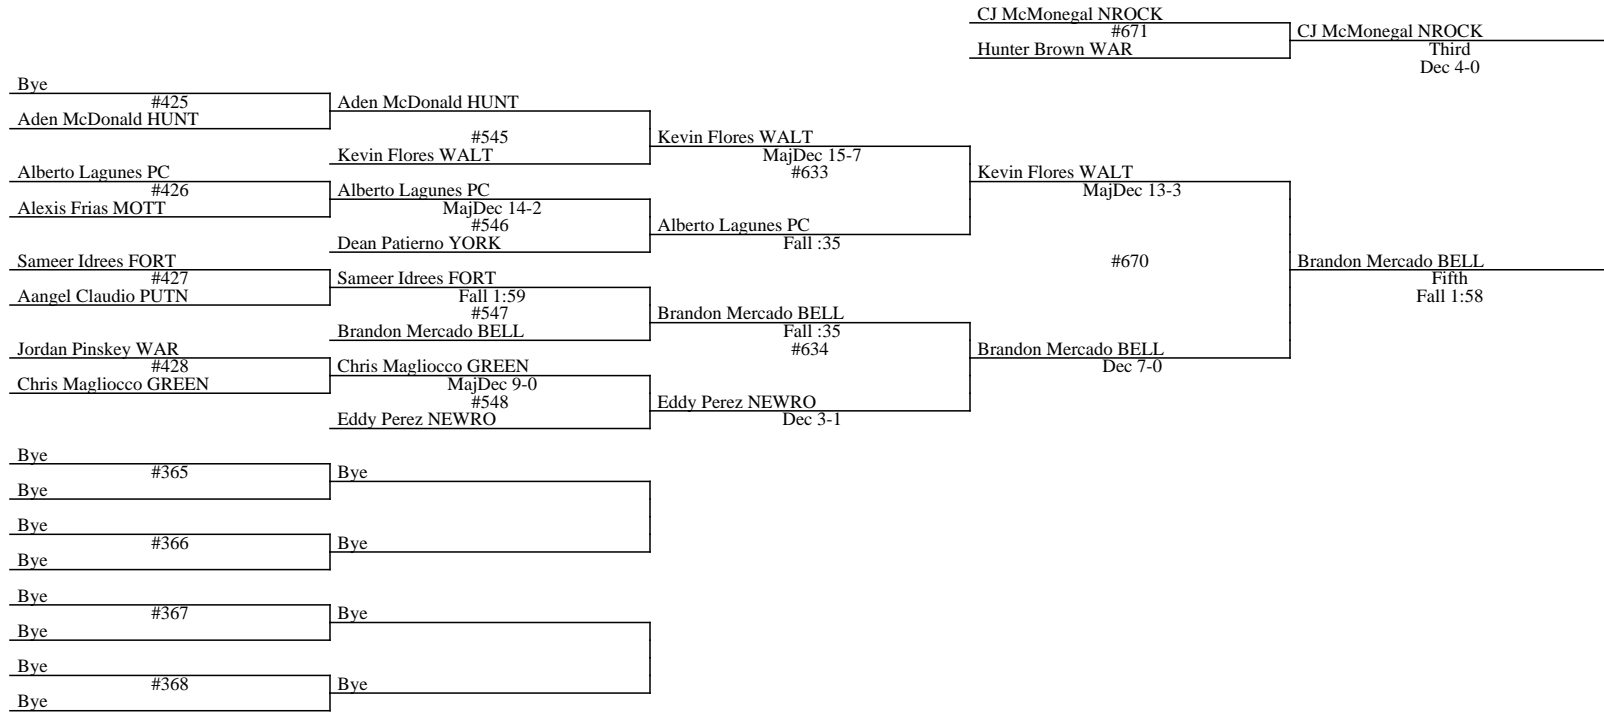 CJ McMonegal NROCK
#671
Hunter Brown WAR
CJ McMonegal NROCK
Third
Dec 4-0
Bye
#425
Aden McDonald HUNT
Aden McDonald HUNT
#545
Kevin Flores WALT
Kevin Flores WALT
MajDec 15-7
#633
Alberto Lagunes PC
#426
Alexis Frias MOTT
Alberto Lagunes PC
MajDec 14-2
#546
Dean Patierno YORK
Alberto Lagunes PC
Fall :35
Kevin Flores WALT
MajDec 13-3
#670
Sameer Idrees FORT
#427
Aangel Claudio PUTN
Sameer Idrees FORT
Fall 1:59
#547
Brandon Mercado BELL
Brandon Mercado BELL
Fall :35
#634
Jordan Pinskey WAR
#428
Chris Magliocco GREEN
Chris Magliocco GREEN
MajDec 9-0
#548
Eddy Perez NEWRO
Eddy Perez NEWRO
Dec 3-1
Brandon Mercado BELL
Dec 7-0
Brandon Mercado BELL
Fifth
Fall 1:58
Bye
#365
Bye
Bye
Bye
#366
Bye
Bye
Bye
#367
Bye
Bye
Bye
#368
Bye
Bye